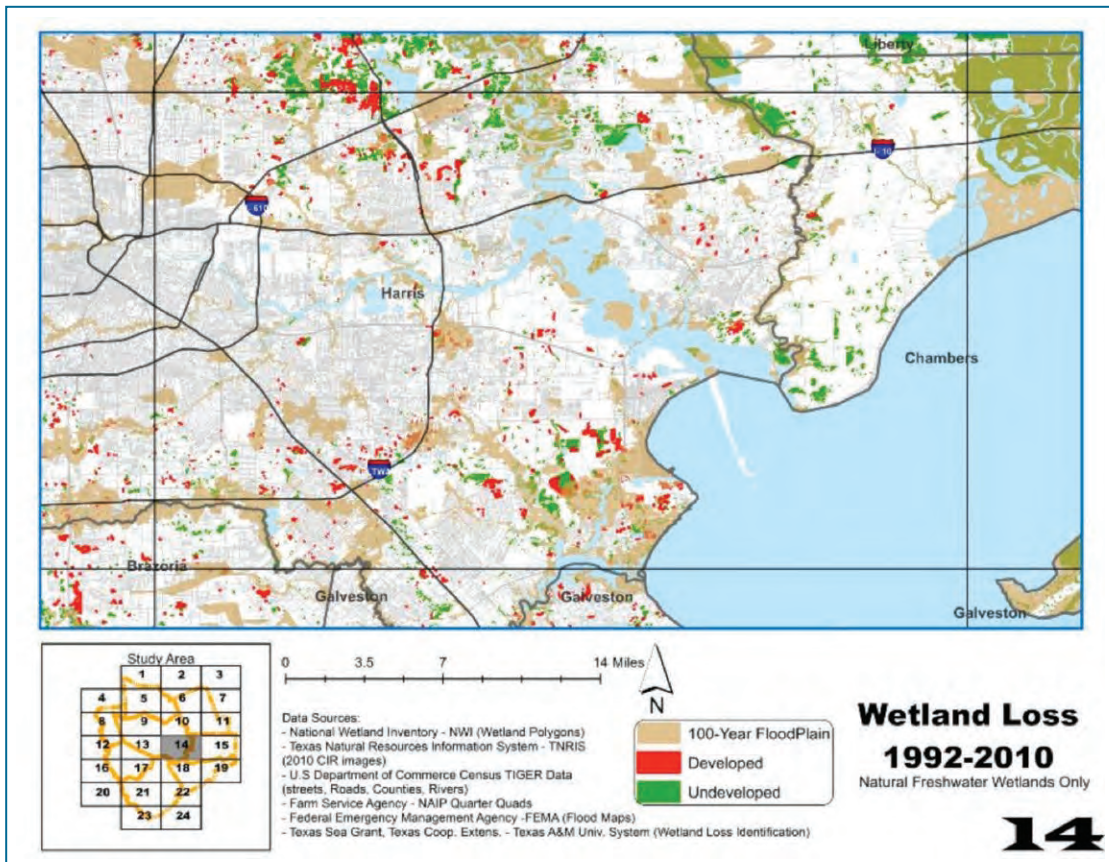 Liberty
I-10
I-610
Harris
Chambers
TWA
Brazoria
Galveston
Galveston
Galveston
Study Area
1 2 3
4 5 6 7
8 9 10 11
12 13 14 15
16 17 18 19
20 21 22
23 24
0 3.5 7 14 Miles
N
Data Sources:
- National Wetland Inventory - NWI (Wetland Polygons)
- Texas Natural Resources Information System - TNRIS
(2010 CIR images)
- U.S Department of Commerce Census TIGER Data
(streets, Roads, Counties, Rivers)
- Farm Service Agency - NAIP Quarter Quads
- Federal Emergency Management Agency -FEMA (Flood Maps)
- Texas Sea Grant, Texas Coop. Extens. - Texas A&M Univ. System (Wetland Loss Identification)
100-Year FloodPlain
Developed
Undeveloped
Wetland Loss
1992-2010
Natural Freshwater Wetlands Only
14